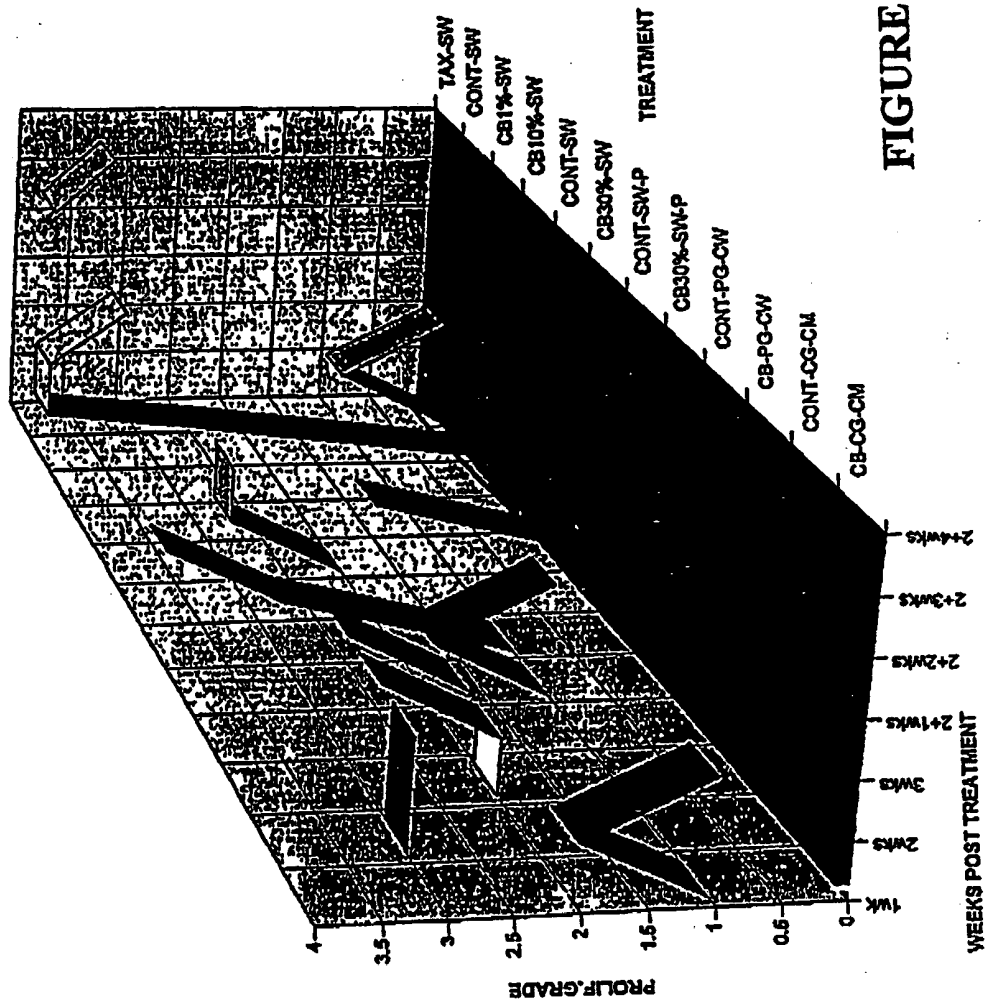 PROLIF.GRADE
4
3.5
3
2.5
2
1.5
1
0.5
0
1wk
2wks
3wks
2+1wks
2+2wks
2+3wks
2+4wks
WEEKS POST TREATMENT
TAX-SW
CONT-SW
CB1%-SW
CB10%-SW
CONT-SW
CB30%-SW
CONT-SW-P
CB30%-SW-P
CONT-PG-CW
CB-PG-CW
CONT-CG-CM
CB-CG-CM
TREATMENT
FIGURE